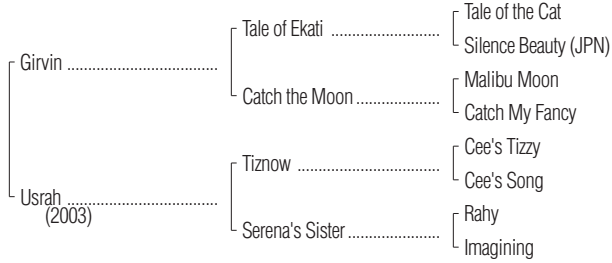 Tale of the Cat
Tale of Ekati ........................
Silence Beauty (JPN)
Girvin ............................................
Malibu Moon
Catch the Moon ........................
Catch My Fancy
Cee's Tizzy
Tiznow ..........................................
Cee's Song
Usrah ............................................
(2003)
Rahy
Serena's Sister ..........................
Imagining